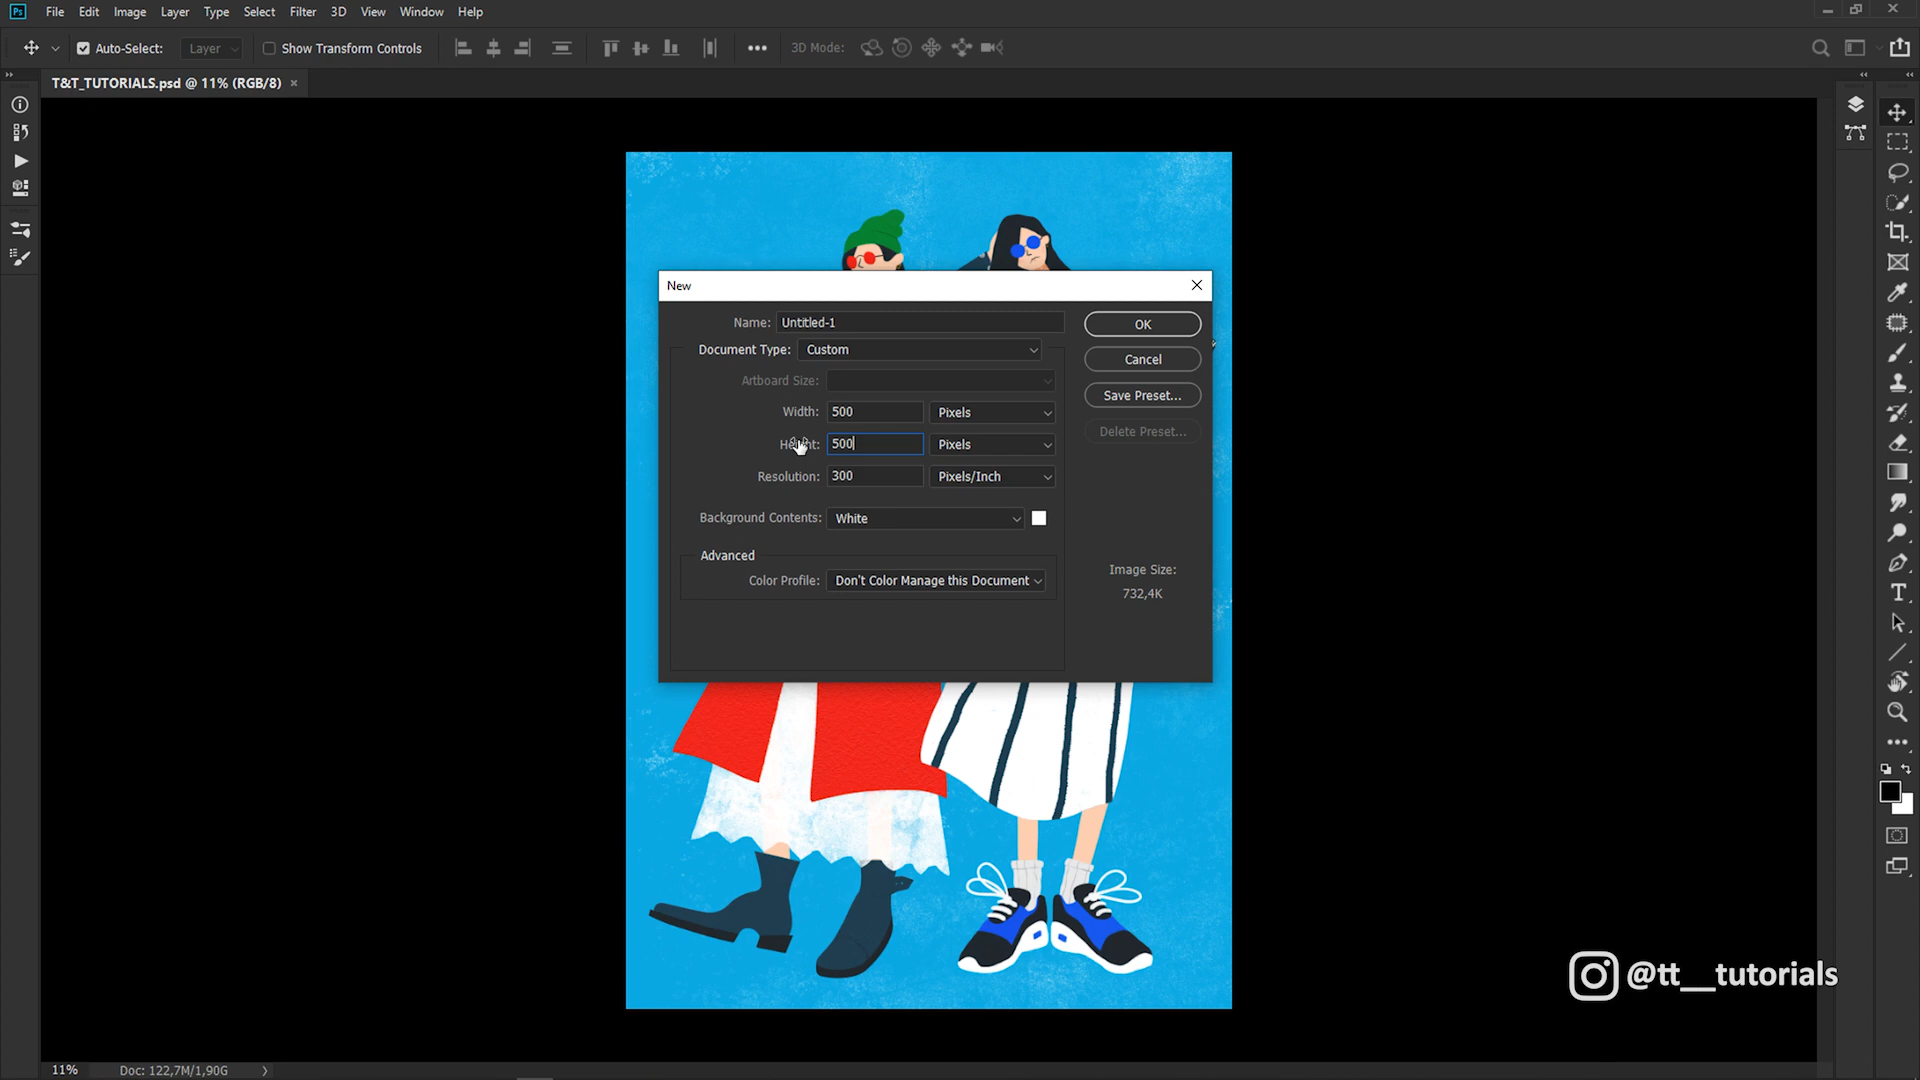 Ps File Edit Image Layer Type Select Filter 3D View Window Help
Auto-Select: Layer Show Transform Controls 3D Mode:
T&T_TUTORIALS.psd @ 11% (RGB/8)
New
Name: Untitled-1
OK
Document Type: Custom
Cancel
Artboard Size:
Save Preset...
Width: 500 Pixels
Delete Preset...
Height: 500 Pixels
Resolution: 300 Pixels/Inch
Background Contents: White
Advanced
Color Profile: Don't Color Manage this Document
Image Size:
732,4K
@tt__tutorials
11% Doc: 122,7M/1,90G